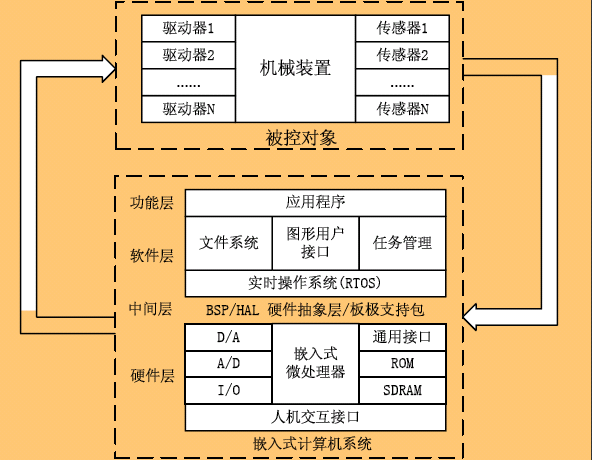 驱动器1
驱动器2
......
驱动器N
机械装置
传感器1
传感器2
......
传感器N
被控对象
功能层
应用程序
软件层
文件系统
图形用户
接口
任务管理
实时操作系统(RTOS)
中间层
BSP/HAL 硬件抽象层/板极支持包
硬件层
D/A
A/D
I/O
嵌入式
微处理器
通用接口
ROM
SDRAM
人机交互接口
嵌入式计算机系统